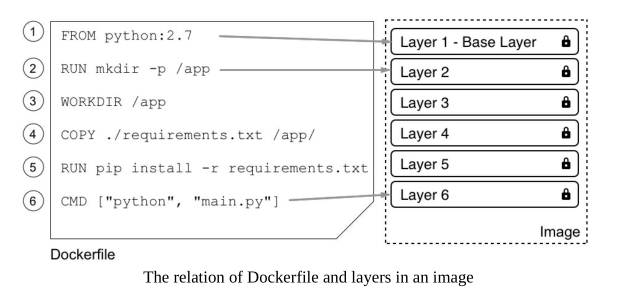 1 FROM python:2.7
2 RUN mkdir -p /app
3 WORKDIR /app
4 COPY ./requirements.txt /app/
5 RUN pip install -r requirements.txt
6 CMD ["python", "main.py"]
Dockerfile
Layer 1 - Base Layer
Layer 2
Layer 3
Layer 4
Layer 5
Layer 6
Image
The relation of Dockerfile and layers in an image